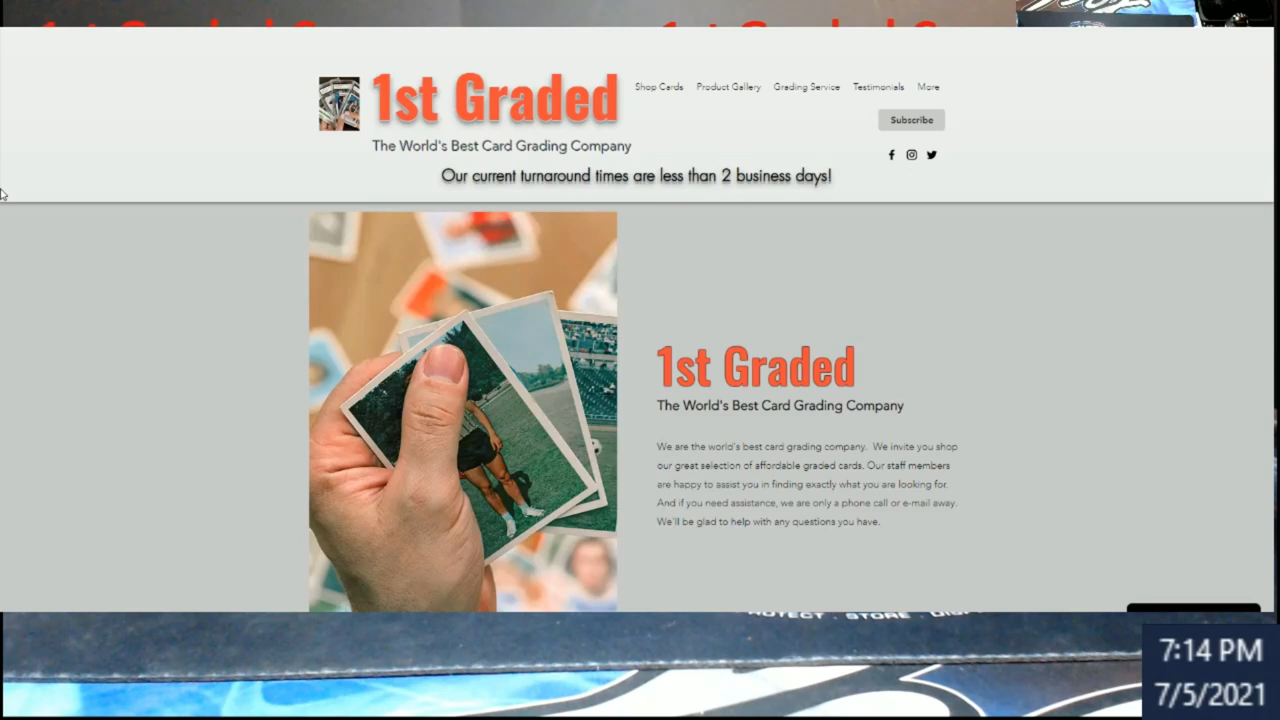 1st Graded
Shop Cards Product Gallery Grading Service Testimonials More
Subscribe
The World's Best Card Grading Company
Our current turnaround times are less than 2 business days!
1st Graded
The World's Best Card Grading Company
We are the world's best card grading company. We invite you shop
our great selection of affordable graded cards. Our staff members
are happy to assist you in finding exactly what you are looking for.
And if you need assistance, we are only a phone call or e-mail away.
We'll be glad to help with any questions you have.
7:14 PM
7/5/2021